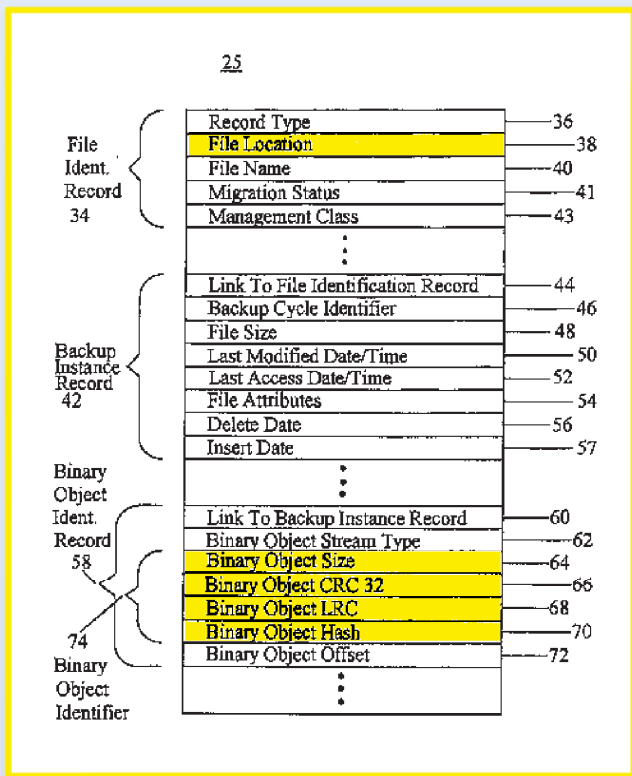 25
File
Ident.
Record
34
Record Type 36
File Location 38
File Name 40
Migration Status 41
Management Class 43
Backup
Instance
Record
42
Link To File Identification Record 44
Backup Cycle Identifier 46
File Size 48
Last Modified Date/Time 50
Last Access Date/Time 52
File Attributes 54
Delete Date 56
Insert Date 57
Binary
Object
Ident.
Record
58
Link To Backup Instance Record 60
Binary Object Stream Type 62
Binary Object Size 64
Binary Object CRC 32 66
Binary Object LRC 68
Binary Object Hash 70
Binary Object Offset 72
74
Binary
Object
Identifier